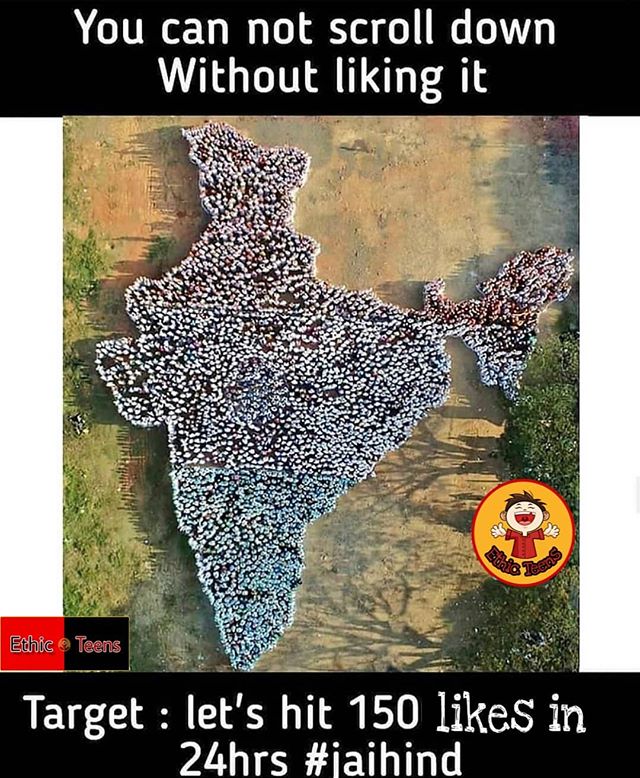 You can not scroll down
Without liking it
Ethic Teens
Ethic Teens
Target : let's hit 150 likes in
24hrs #jaihind